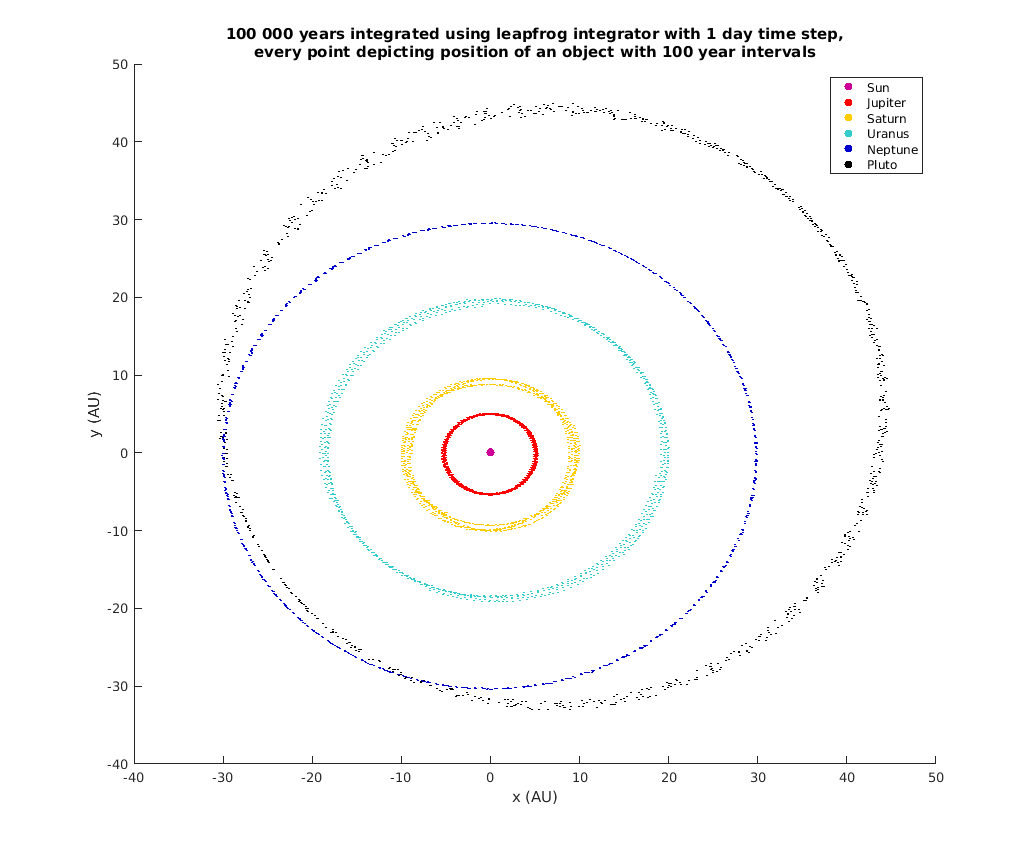 100 000 years integrated using leapfrog integrator with 1 day time step,
every point depicting position of an object with 100 year intervals
50
40
30
20
10
0
-10
-20
-30
-40
y (AU)
Sun
Jupiter
Saturn
Uranus
Neptune
Pluto
-40 -30 -20 -10 0 10 20 30 40 50
x (AU)